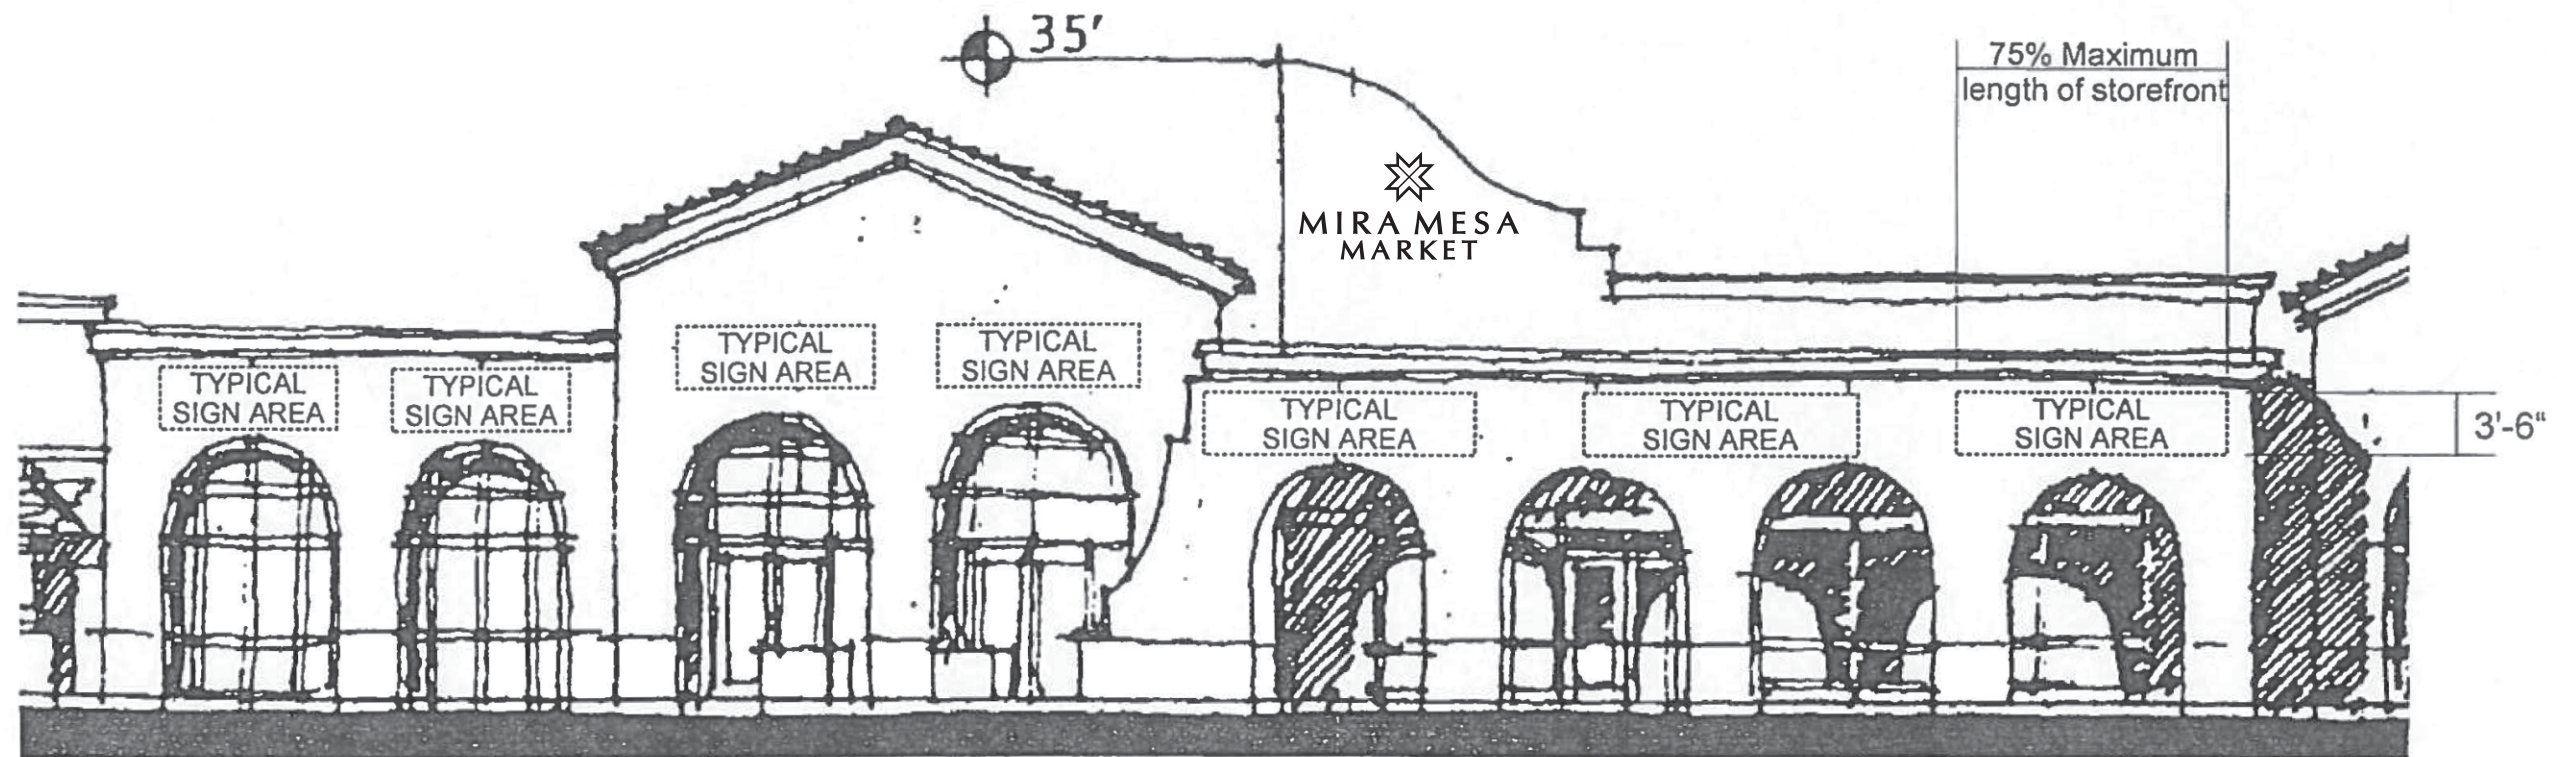 35'
75% Maximum
length of storefront
MIRA MESA
MARKET
TYPICAL
SIGN AREA
TYPICAL
SIGN AREA
TYPICAL
SIGN AREA
TYPICAL
SIGN AREA
TYPICAL
SIGN AREA
TYPICAL
SIGN AREA
TYPICAL
SIGN AREA
3'-6"